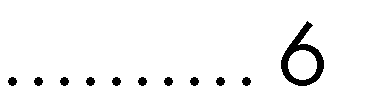 . . . . . . . . . . 6